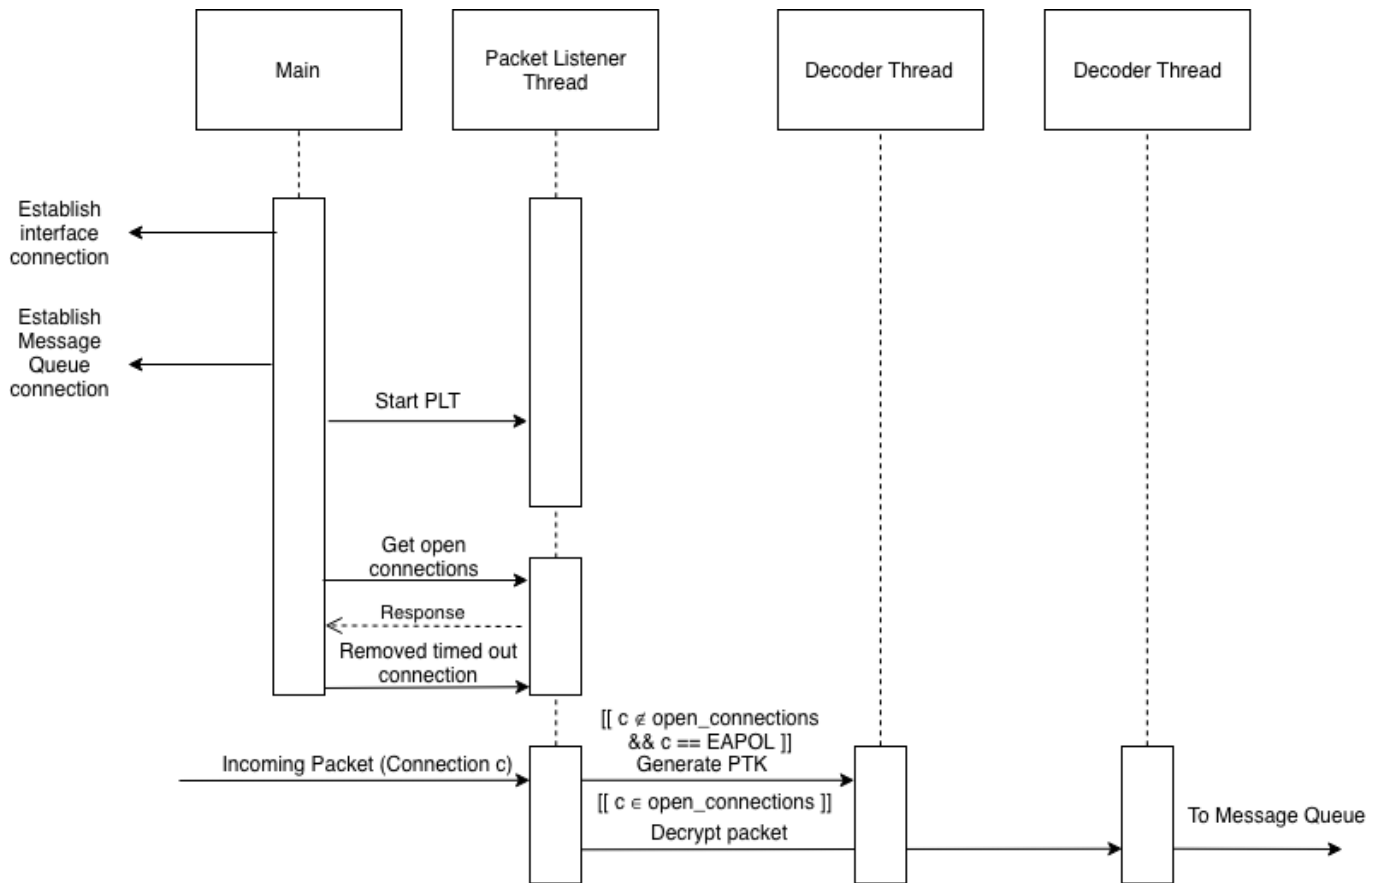 Main
Packet Listener
Thread
Decoder Thread
Decoder Thread
Establish
interface
connection
Establish
Message
Queue
connection
Start PLT
Get open
connections
Response
Removed timed out
connection
[[ c ∉ open_connections
&& c == EAPOL ]]
Generate PTK
Incoming Packet (Connection c)
[[ c ∈ open_connections ]]
Decrypt packet
To Message Queue